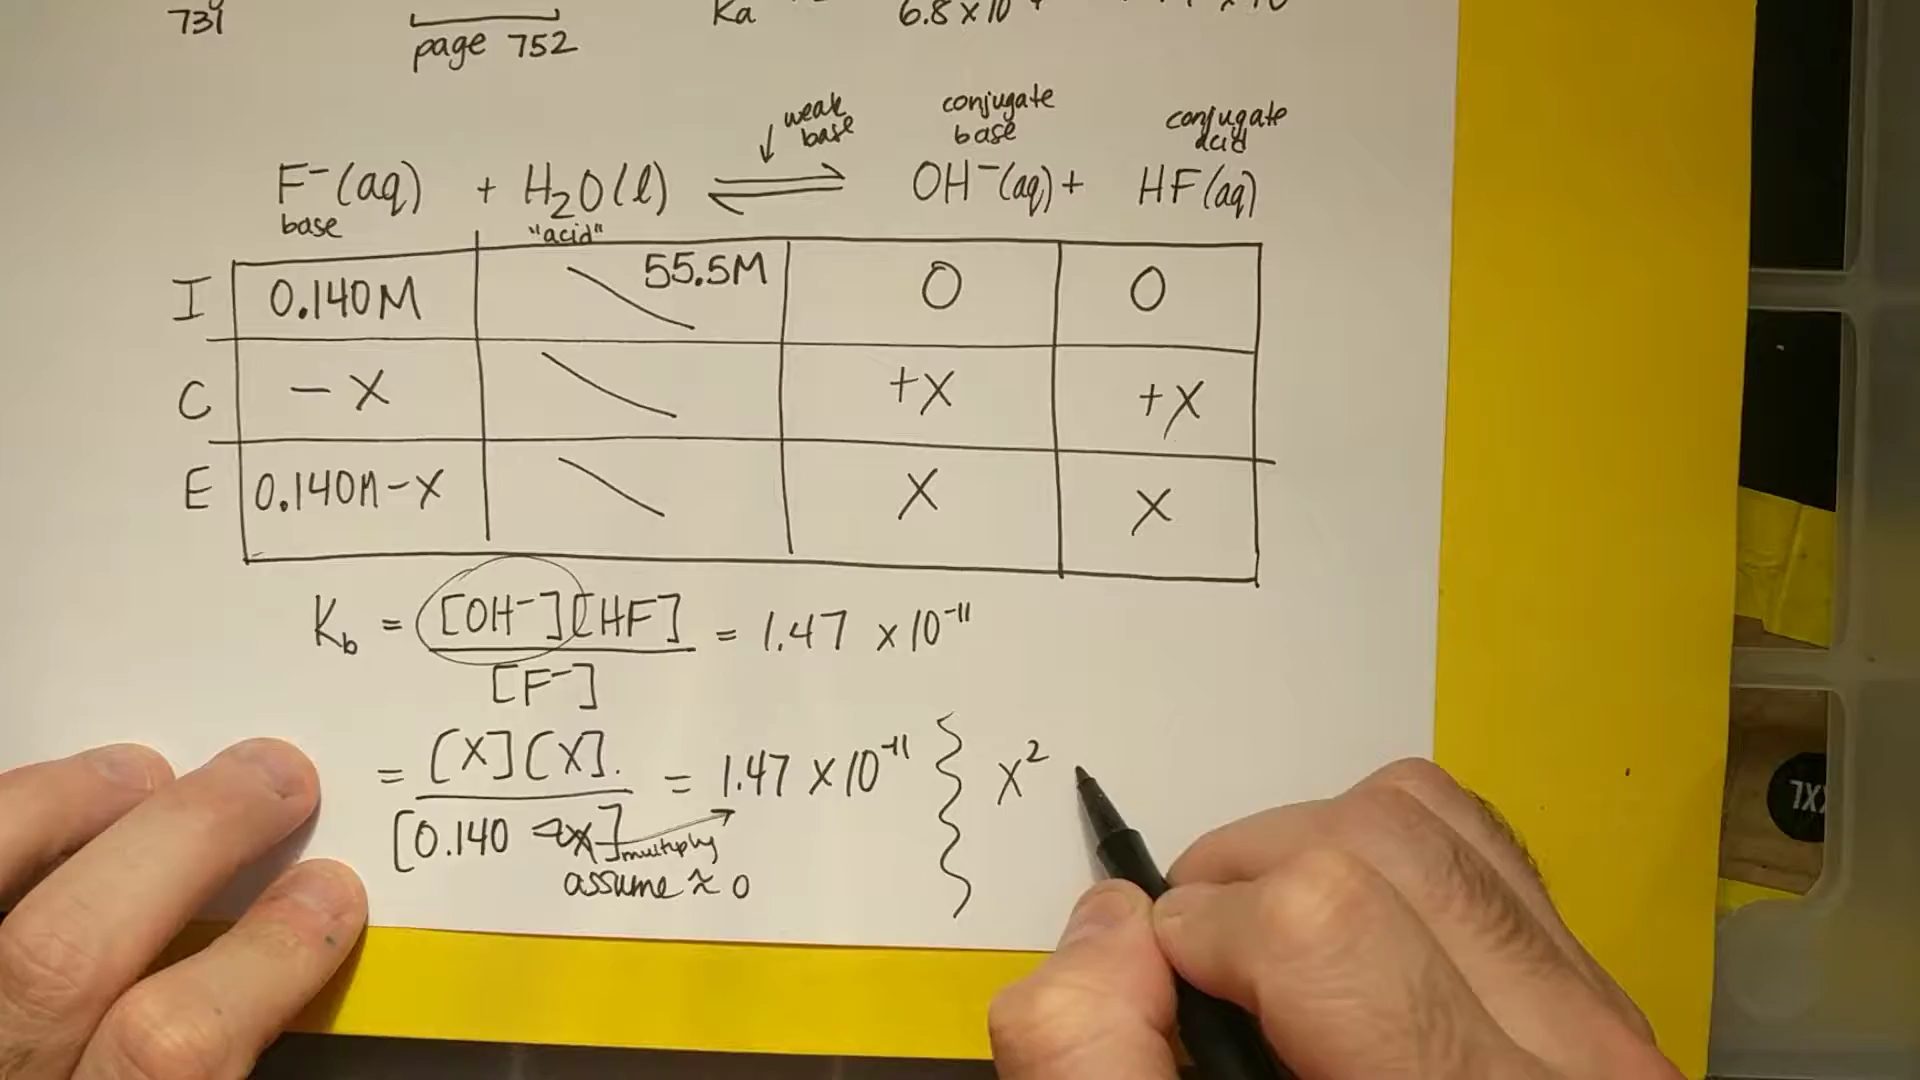 731
page 752
Ka
6.8 x 10
weak base
conjugate base
conjugate acid
F⁻(aq) + H₂O(l) ⇌ OH⁻(aq) + HF(aq)
base "acid"
I 0.140M 55.5M 0 0
C - X +X +X
E 0.140M-X X X
Kb = [OH⁻][HF] / [F⁻] = 1.47 x 10⁻¹¹
= [X][X]. / [0.140 - X] = 1.47 x 10⁻¹¹ X²
multiply
assume ≈ 0
XXL